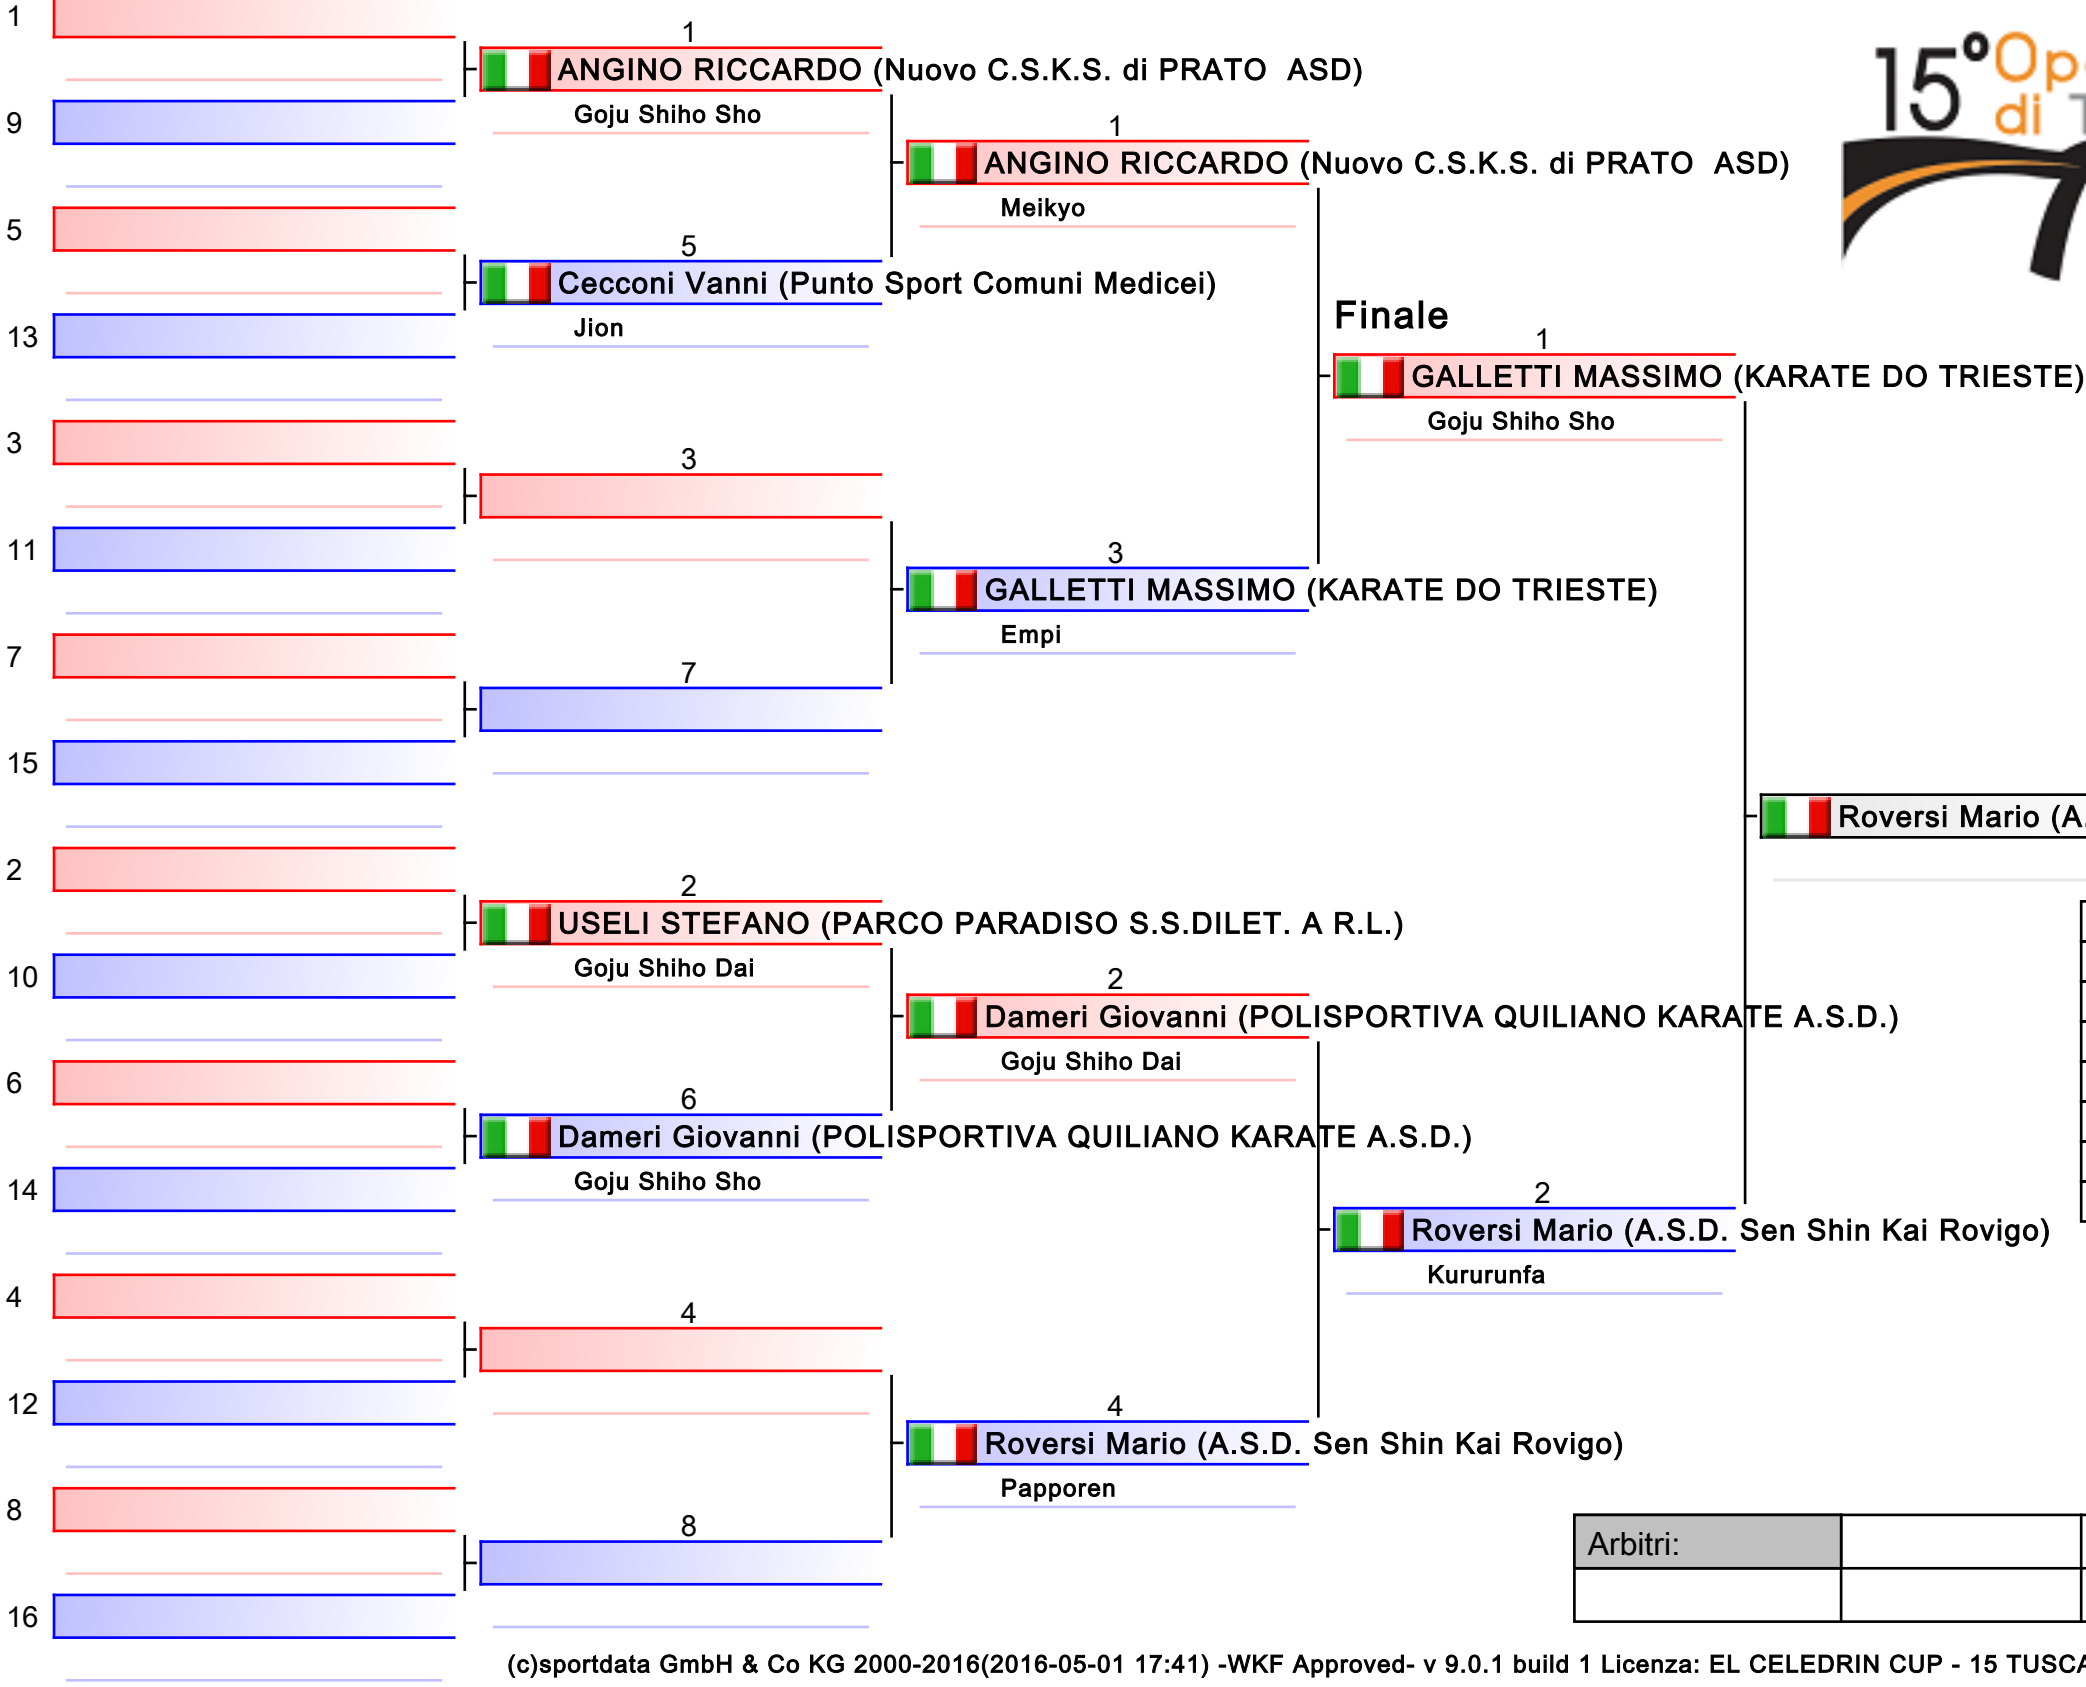 1
9
5
13
3
11
7
15
2
10
6
14
4
12
8
16
1
ANGINO RICCARDO (Nuovo C.S.K.S. di PRATO  ASD)
Goju Shiho Sho
5
Cecconi Vanni (Punto Sport Comuni Medicei)
Jion
3
7
2
USELI STEFANO (PARCO PARADISO S.S.DILET. A R.L.)
Goju Shiho Dai
6
Dameri Giovanni (POLISPORTIVA QUILIANO KARATE A.S.D.)
Goju Shiho Sho
4
8
1
ANGINO RICCARDO (Nuovo C.S.K.S. di PRATO  ASD)
Meikyo
3
GALLETTI MASSIMO (KARATE DO TRIESTE)
Empi
2
Dameri Giovanni (POLISPORTIVA QUILIANO KARATE A.S.D.)
Goju Shiho Dai
4
Roversi Mario (A.S.D. Sen Shin Kai Rovigo)
Papporen
Finale
1
GALLETTI MASSIMO (KARATE DO TRIESTE)
Goju Shiho Sho
2
Roversi Mario (A.S.D. Sen Shin Kai Rovigo)
Kururunfa
Roversi Mario (A.
15° Op
di T
Arbitri:
(c)sportdata GmbH & Co KG 2000-2016(2016-05-01 17:41) -WKF Approved- v 9.0.1 build 1 Licenza: EL CELEDRIN CUP - 15 TUSCA